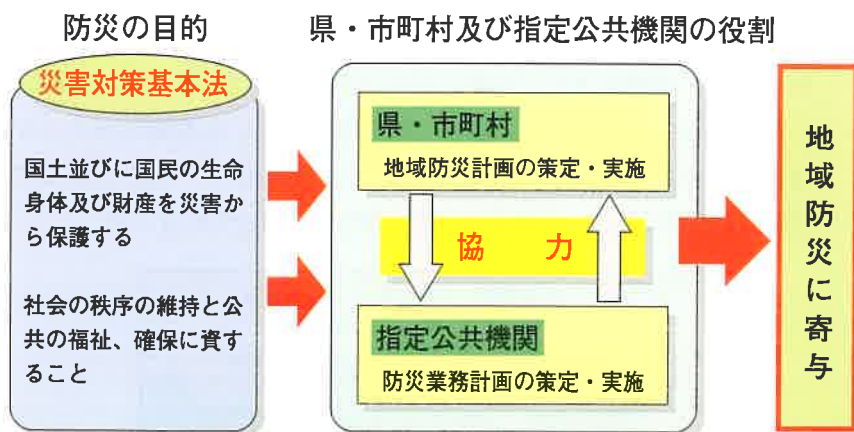 防災の目的
県・市町村及び指定公共機関の役割
災害対策基本法
国土並びに国民の生命
身体及び財産を災害か
ら保護する
社会の秩序の維持と公
共の福祉、確保に資す
ること
県・市町村
地域防災計画の策定・実施
協　力
指定公共機関
防災業務計画の策定・実施
地域防災に寄与